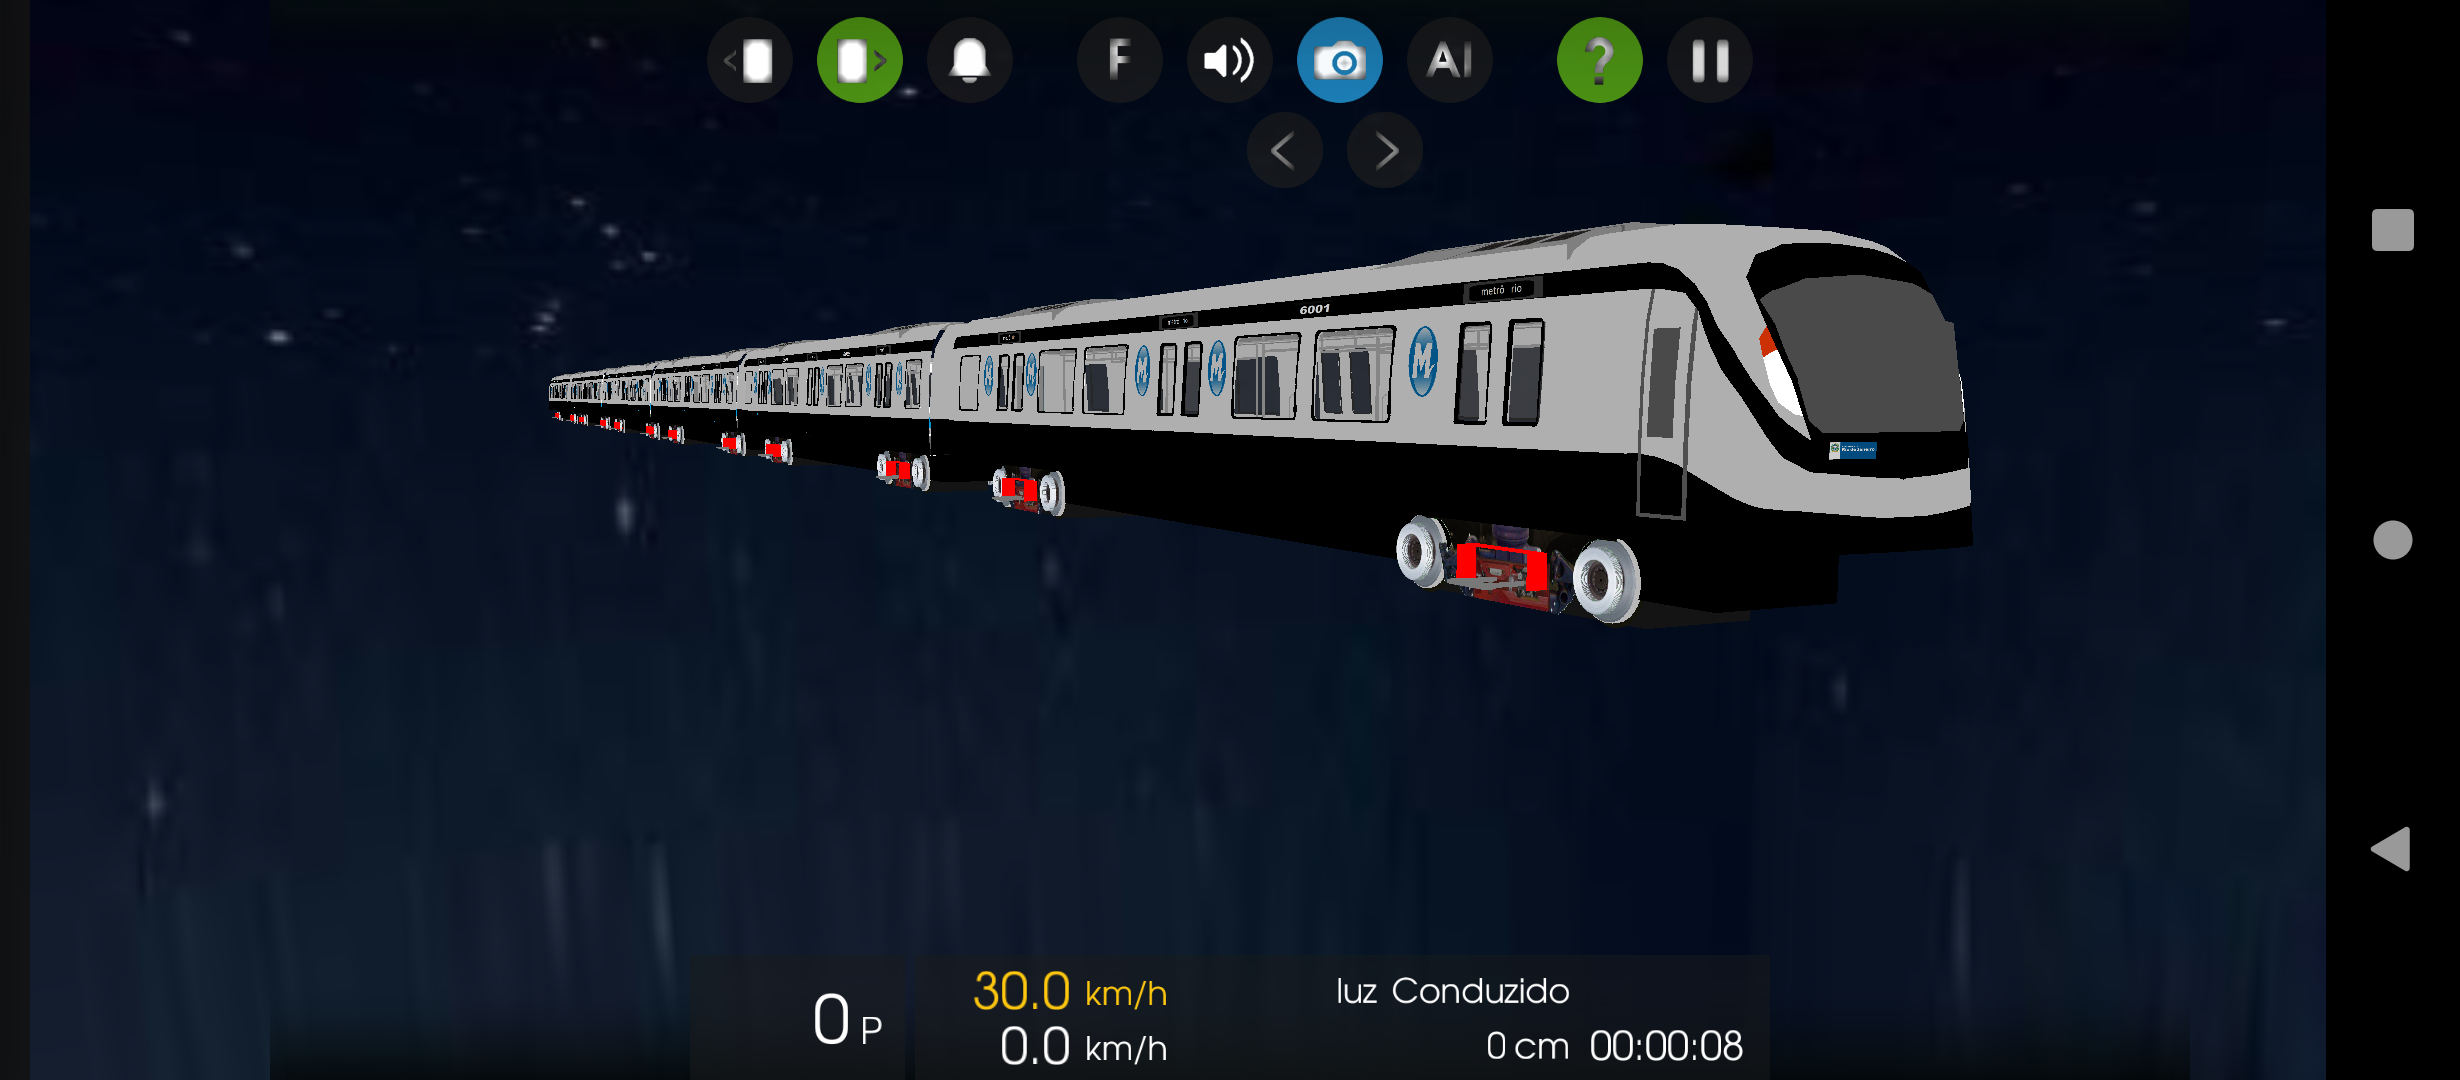 F
AI
?
metrô rio
6001
M
M
M
M
M
30.0 km/h
luz Conduzido
0 P
0.0 km/h
0 cm 00:00:08